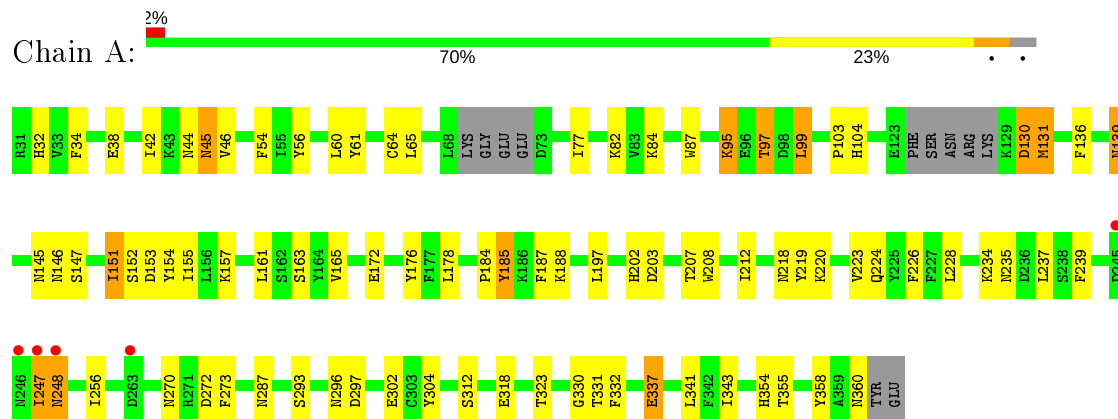 2%
Chain A:
70% 23% • •
R31 H32 V33 F34 E38 I42 K43 N44 N45 V46 F54 I55 Y56 L60 Y61 C64 L65 L68 LYS GLY GLU GLU D73 I77 K82 V83 K84 W87 K95 E96 T97 D98 L99 P103 H104 E123 PHE SER ASN ARG LYS K129 D130 M131 F136
N145 N146 S147 I151 S152 D153 Y154 I155 L156 K157 L161 S162 S163 Y164 V165 E172 Y176 F177 L178 P184 Y185 K186 F187 K188 L197 H202 D203 T207 W208 I212 N218 Y219 K220 V223 Q224 Y225 F226 F227 L228 K234 N235 D236 L237 S238 F239
N246 I247 N248 I256 D263 N270 R271 D272 F273 N287 S293 N296 D297 E302 C303 Y304 S312 E318 T323 G330 T331 F332 E337 L341 F342 I343 H354 T355 Y358 A359 N360 TYR GLU